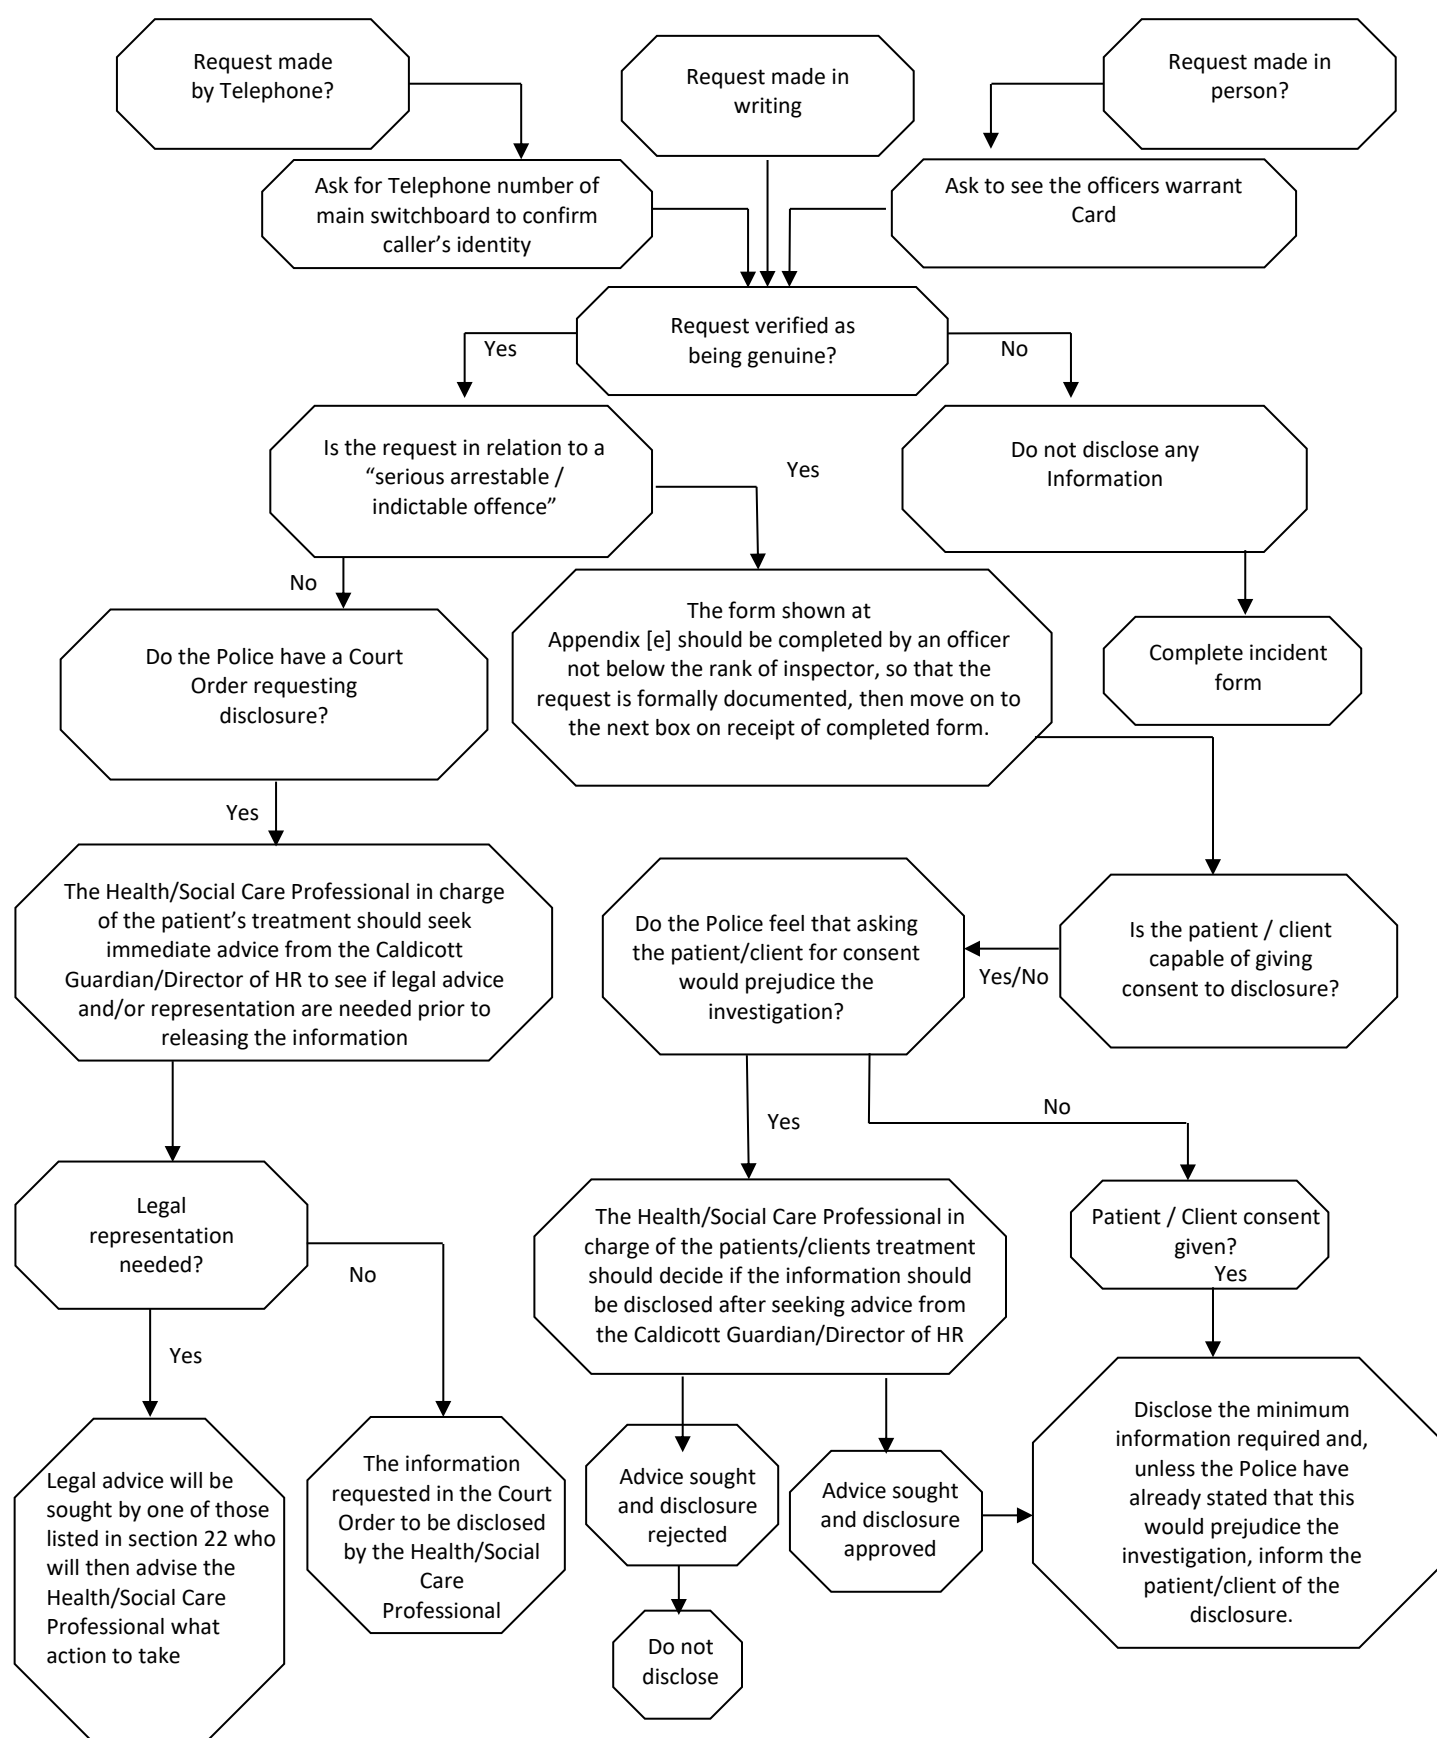 Request made
by Telephone?
Request made in
writing
Request made in
person?
Ask for Telephone number of
main switchboard to confirm
caller’s identity
Ask to see the officers warrant
Card
Request verified as
being genuine?
Yes
No
Is the request in relation to a
“serious arrestable /
indictable offence”
Yes
Do not disclose any
Information
No
The form shown at
Appendix [e] should be completed by an officer
not below the rank of inspector, so that the
request is formally documented, then move on to
the next box on receipt of completed form.
Complete incident
form
Do the Police have a Court
Order requesting
disclosure?
Yes
The Health/Social Care Professional in charge
of the patient’s treatment should seek
immediate advice from the Caldicott
Guardian/Director of HR to see if legal advice
and/or representation are needed prior to
releasing the information
Do the Police feel that asking
the patient/client for consent
would prejudice the
investigation?
Yes/No
Is the patient / client
capable of giving
consent to disclosure?
Yes
No
Legal
representation
needed?
No
Yes
The Health/Social Care Professional in
charge of the patients/clients treatment
should decide if the information should
be disclosed after seeking advice from
the Caldicott Guardian/Director of HR
Patient / Client consent
given?
Yes
Legal advice will be
sought by one of those
listed in section 22 who
will then advise the
Health/Social Care
Professional what
action to take
The information
requested in the Court
Order to be disclosed
by the Health/Social
Care
Professional
Advice sought
and disclosure
rejected
Advice sought
and disclosure
approved
Disclose the minimum
information required and,
unless the Police have
already stated that this
would prejudice the
investigation, inform the
patient/client of the
disclosure.
Do not
disclose